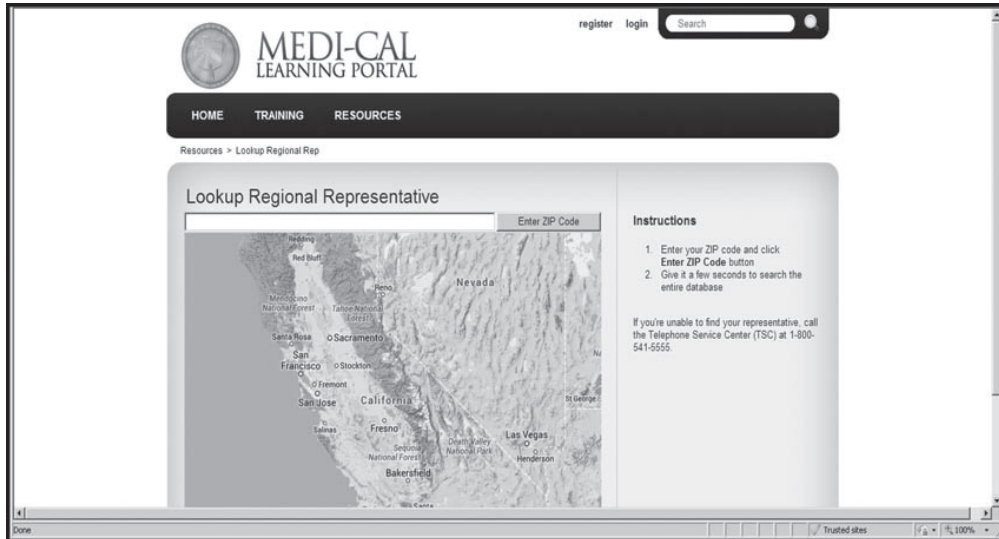 register login Search
MEDI-CAL
LEARNING PORTAL
HOME TRAINING RESOURCES
Resources > Lookup Regional Rep
Lookup Regional Representative
Enter ZIP Code
Instructions
1. Enter your ZIP code and click
Enter ZIP Code button
2. Give it a few seconds to search the
entire database
If you're unable to find your representative, call
the Telephone Service Center (TSC) at 1-800-
541-5555.
Redding
Red Bluff
Reno
Nevada
Mendocino
National Forest
Tahoe National
Forest
Santa Rosa
Sacramento
San
Francisco
Stockton
Fremont
San Jose
California
St George
Salinas
Fresno
Las Vegas
Sequoia
National Forest
Death Valley
National Park
Henderson
Bakersfield
Santa
Done Trusted sites 100%